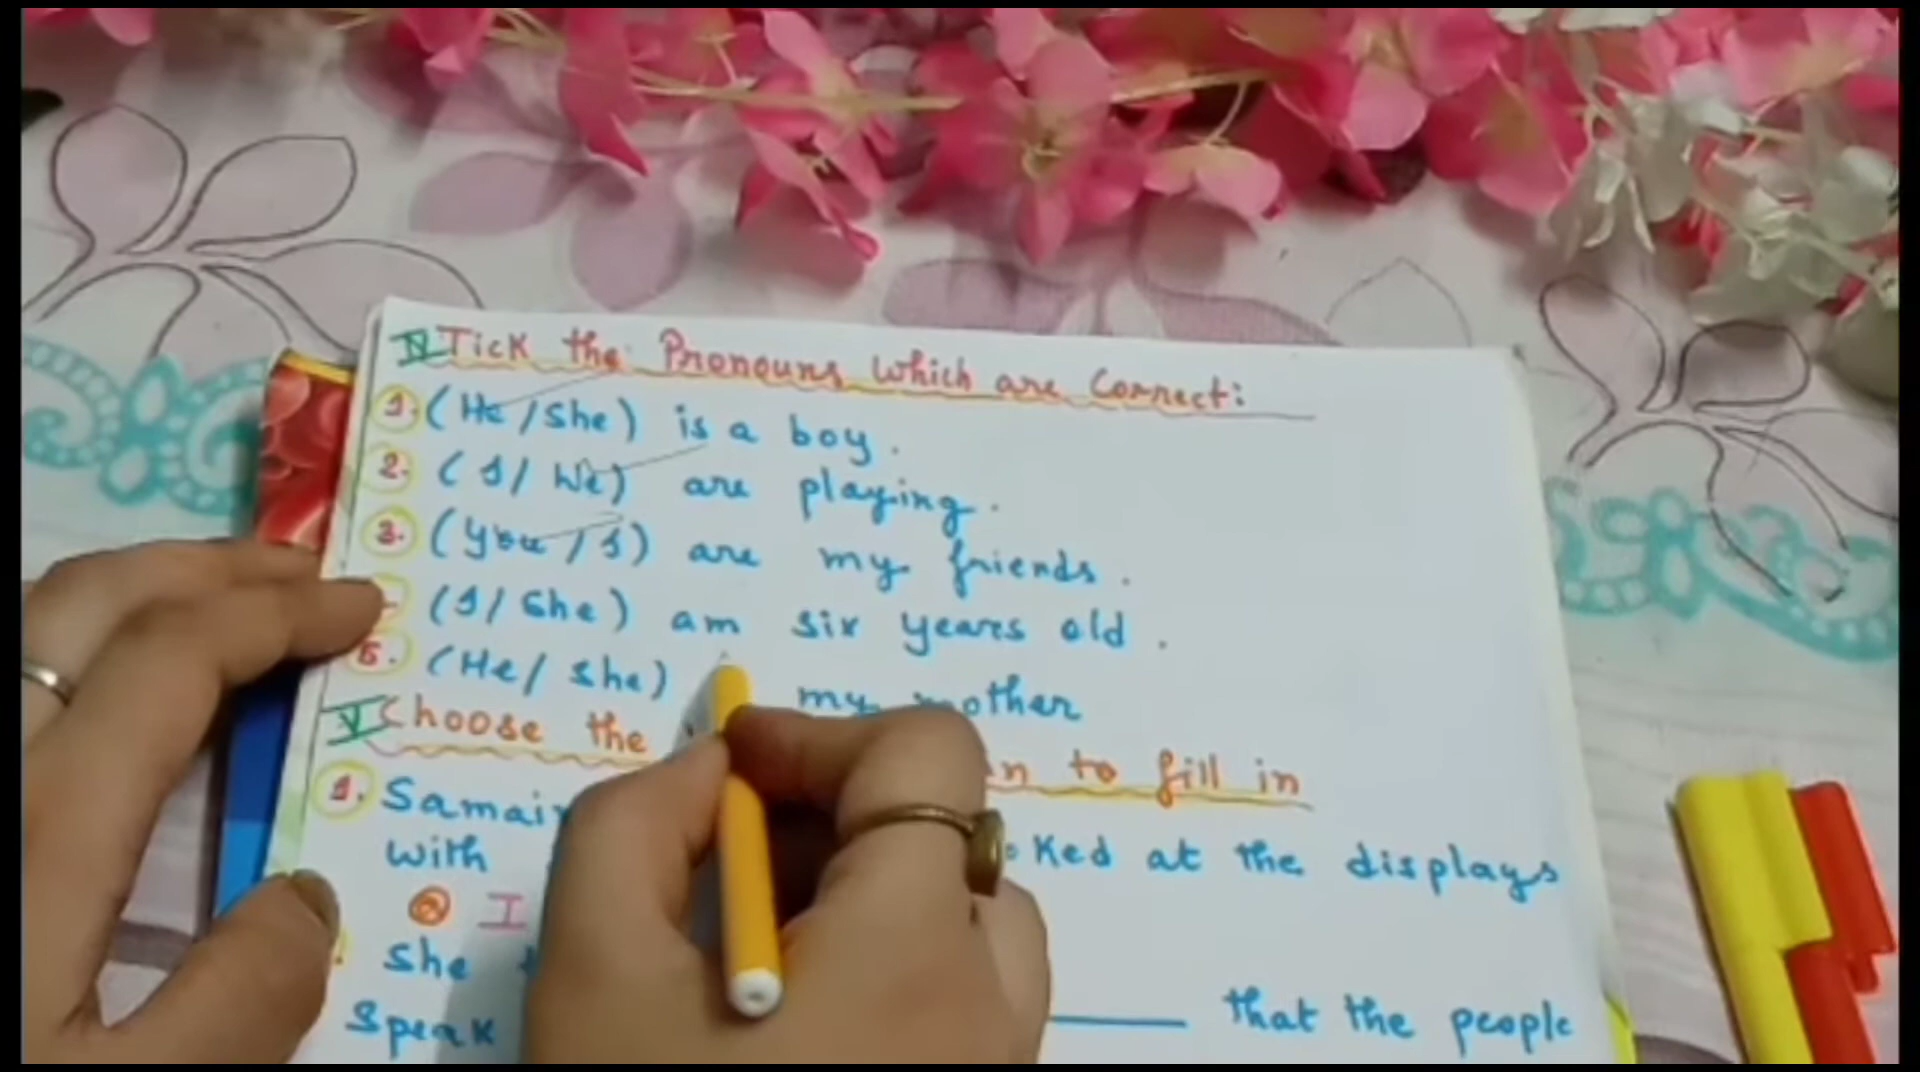 IV Tick the Pronouns which are correct:
1. (He/She) is a boy.
2. (I/We) are playing.
3. (You/I) are my friends.
(I/She) am six years old.
5. (He/She) my mother
V Choose the to fill in
1. Samair
with ked at the displays
a I
She
speak ______ that the people